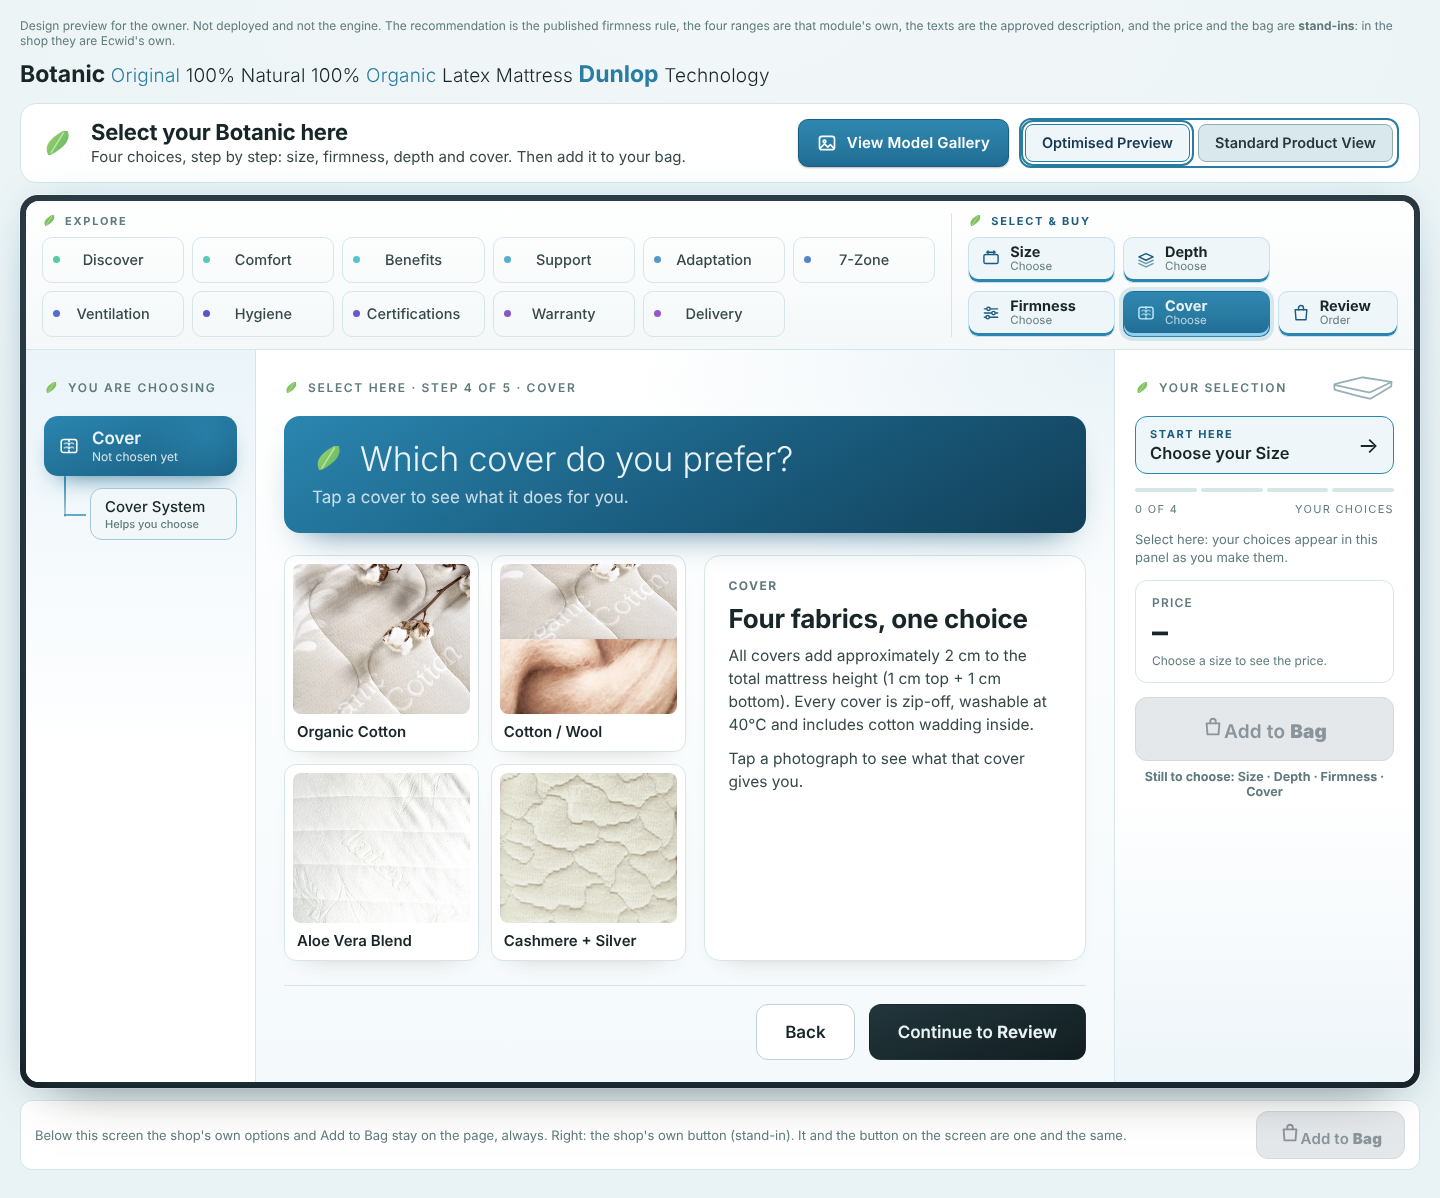 Design preview for the owner. Not deployed and not the engine. The recommendation is the published firmness rule, the four ranges are that module's own, the texts are the approved description, and the price and the bag are stand-ins: in the
shop they are Ecwid's own.
Botanic Original 100% Natural 100% Organic Latex Mattress Dunlop Technology
Select your Botanic here
Four choices, step by step: size, firmness, depth and cover. Then add it to your bag.
View Model Gallery
Optimised Preview
Standard Product View
EXPLORE
Discover
Comfort
Benefits
Support
Adaptation
7-Zone
Ventilation
Hygiene
Certifications
Warranty
Delivery
SELECT & BUY
Size
Choose
Depth
Choose
Firmness
Choose
Cover
Choose
Review
Order
YOU ARE CHOOSING
Cover
Not chosen yet
Cover System
Helps you choose
SELECT HERE · STEP 4 OF 5 · COVER
Which cover do you prefer?
Tap a cover to see what it does for you.
Cotton
Organic Cotton
Cotton
Cotton / Wool
Aloe Vera Blend
Cashmere + Silver
COVER
Four fabrics, one choice
All covers add approximately 2 cm to the
total mattress height (1 cm top + 1 cm
bottom). Every cover is zip-off, washable at
40°C and includes cotton wadding inside.
Tap a photograph to see what that cover
gives you.
Back
Continue to Review
YOUR SELECTION
START HERE
Choose your Size
0 OF 4
YOUR CHOICES
Select here: your choices appear in this
panel as you make them.
PRICE
–
Choose a size to see the price.
Add to Bag
Still to choose: Size · Depth · Firmness ·
Cover
Below this screen the shop's own options and Add to Bag stay on the page, always. Right: the shop's own button (stand-in). It and the button on the screen are one and the same.
Add to Bag